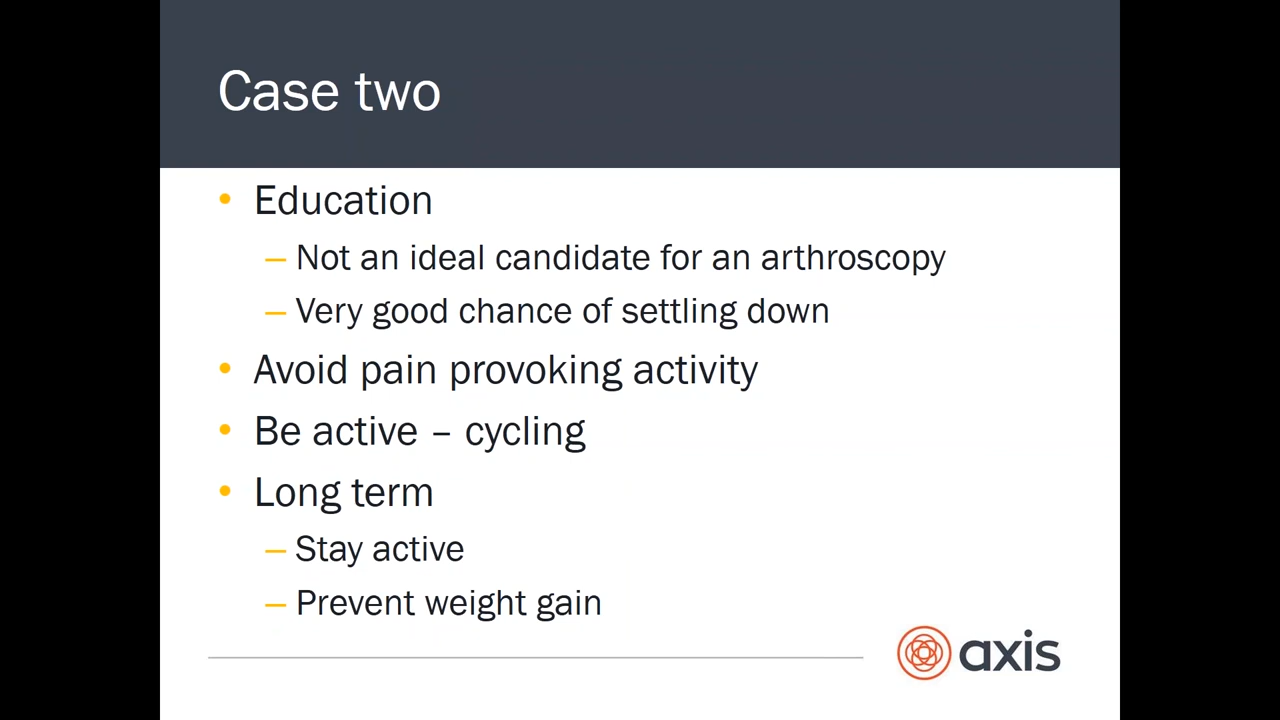 Case two
• Education
– Not an ideal candidate for an arthroscopy
– Very good chance of settling down
• Avoid pain provoking activity
• Be active – cycling
• Long term
– Stay active
– Prevent weight gain
axis